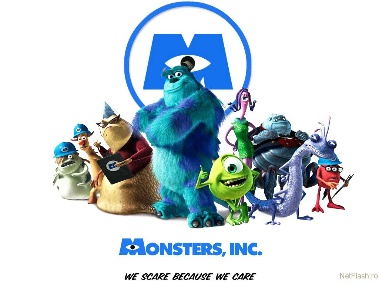 MONSTERS, INC.
WE SCARE BECAUSE WE CARE
NetFlash.ro